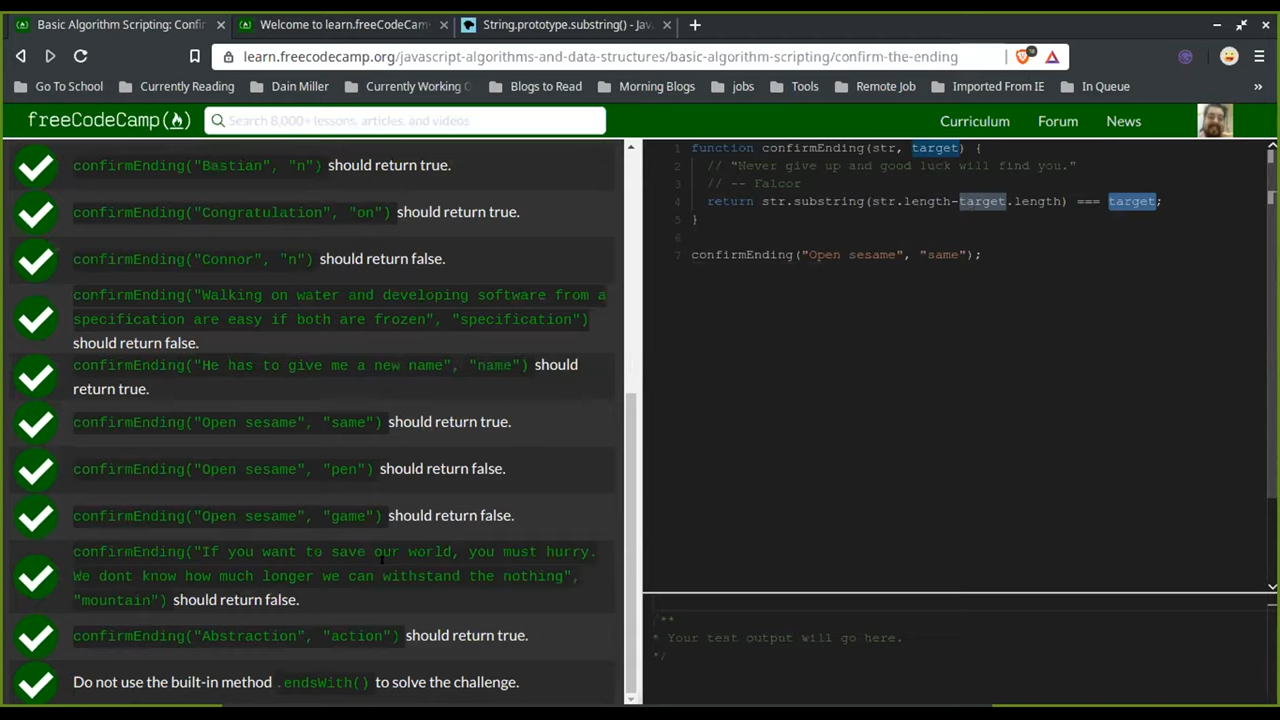 Basic Algorithm Scripting: Confir
Welcome to learn.freeCodeCam
String.prototype.substring() - Jav
learn.freecodecamp.org/javascript-algorithms-and-data-structures/basic-algorithm-scripting/confirm-the-ending
Go To School
Currently Reading
Dain Miller
Currently Working O
Blogs to Read
Morning Blogs
jobs
Tools
Remote Job
Imported From IE
In Queue
»
freeCodeCamp
Search 8,000+ lessons, articles, and videos
Curriculum
Forum
News
confirmEnding("Bastian", "n") should return true.
confirmEnding("Congratulation", "on") should return true.
confirmEnding("Connor", "n") should return false.
confirmEnding("Walking on water and developing software from a
specification are easy if both are frozen", "specification")
should return false.
confirmEnding("He has to give me a new name", "name") should
return true.
confirmEnding("Open sesame", "same") should return true.
confirmEnding("Open sesame", "pen") should return false.
confirmEnding("Open sesame", "game") should return false.
confirmEnding("If you want to save our world, you must hurry.
We dont know how much longer we can withstand the nothing",
"mountain") should return false.
confirmEnding("Abstraction", "action") should return true.
Do not use the built-in method .endsWith() to solve the challenge.
1 function confirmEnding(str, target) {
2 // "Never give up and good luck will find you."
3 // -- Falcor
4 return str.substring(str.length-target.length) === target;
5 }
6
7 confirmEnding("Open sesame", "same");
/**
* Your test output will go here.
*/